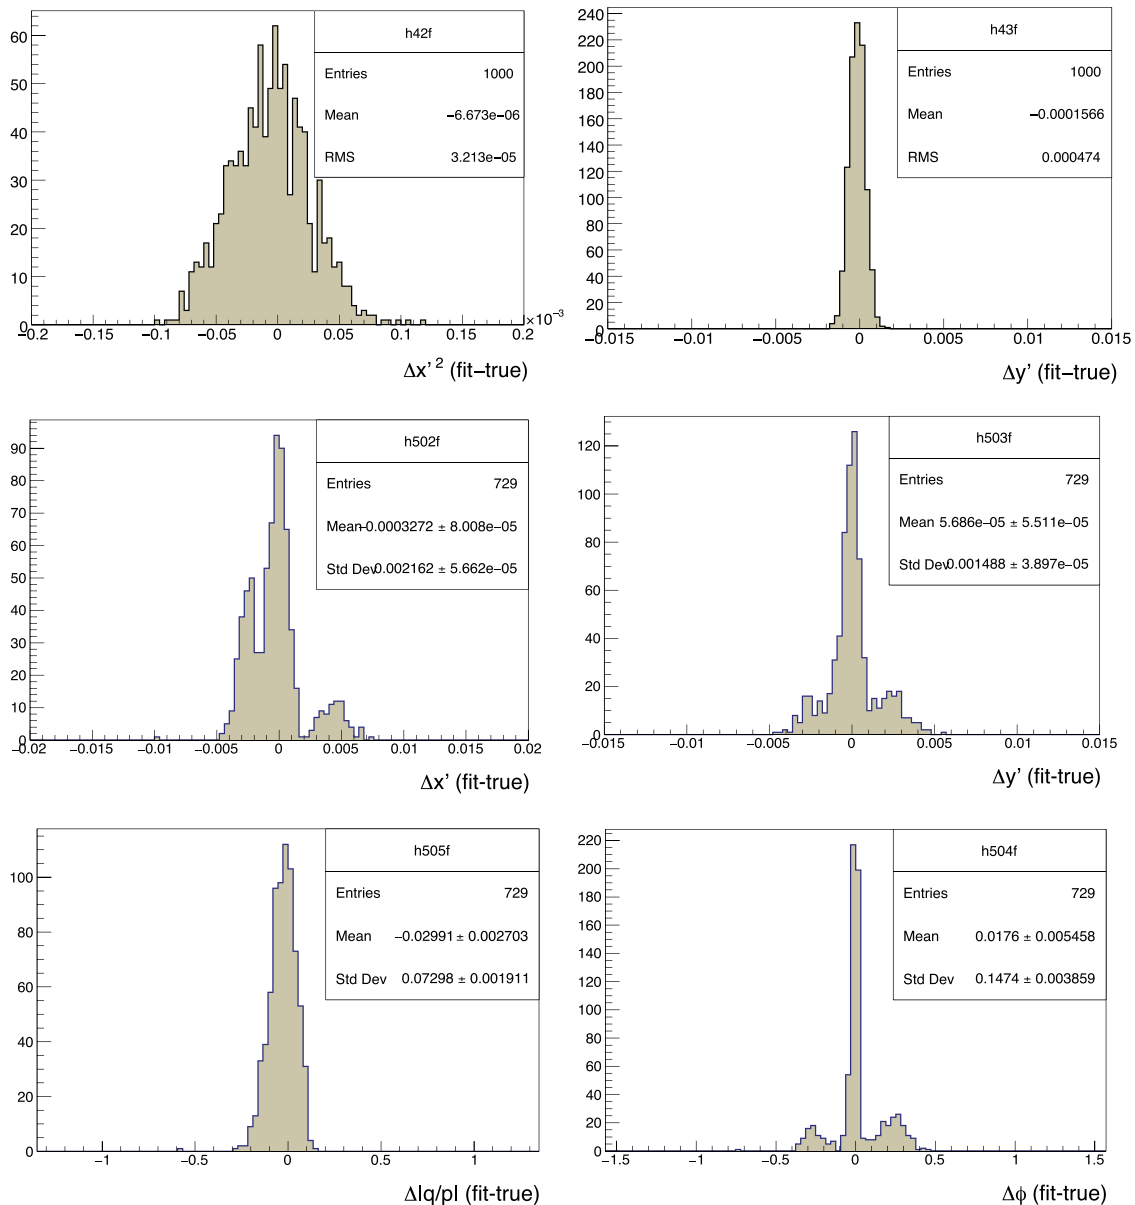 h42f
Entries 1000
Mean −6.673e−06
RMS 3.213e−05
0 10 20 30 40 50 60
−0.2 −0.15 −0.1 −0.05 0 0.05 0.1 0.15 0.2
×10⁻³
Δx’ ² (fit−true)
h43f
Entries 1000
Mean −0.0001566
RMS 0.000474
0 20 40 60 80 100 120 140 160 180 200 220 240
−0.015 −0.01 −0.005 0 0.005 0.01 0.015
Δy’ (fit−true)
h502f
Entries 729
Mean −0.0003272 ± 8.008e−05
Std Dev 0.002162 ± 5.662e−05
0 10 20 30 40 50 60 70 80 90
−0.02 −0.015 −0.01 −0.005 0 0.005 0.01 0.015 0.02
Δx’ (fit-true)
h503f
Entries 729
Mean 5.686e−05 ± 5.511e−05
Std Dev 0.001488 ± 3.897e−05
0 20 40 60 80 100 120
−0.015 −0.01 −0.005 0 0.005 0.01 0.015
Δy’ (fit-true)
h505f
Entries 729
Mean −0.02991 ± 0.002703
Std Dev 0.07298 ± 0.001911
0 20 40 60 80 100
−1 −0.5 0 0.5 1
Δ|q/p| (fit-true)
h504f
Entries 729
Mean 0.0176 ± 0.005458
Std Dev 0.1474 ± 0.003859
0 20 40 60 80 100 120 140 160 180 200 220
−1.5 −1 −0.5 0 0.5 1 1.5
Δϕ (fit-true)